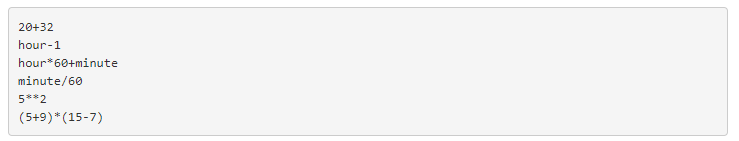 20+32
hour-1
hour*60+minute
minute/60
5**2
(5+9)*(15-7)